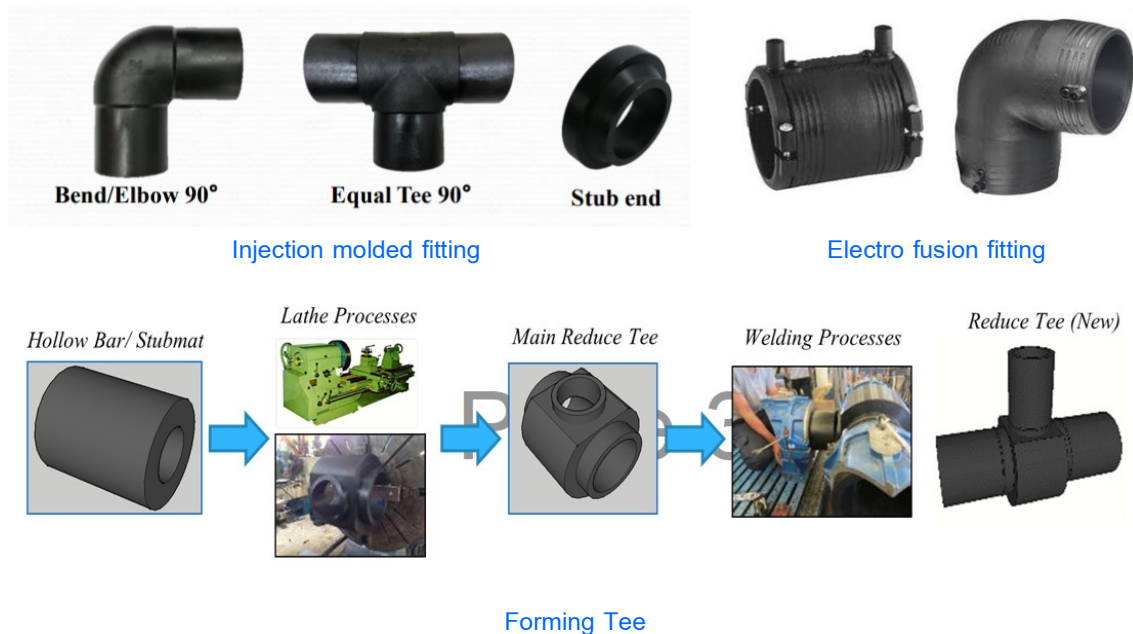 Bend/Elbow 90°
Equal Tee 90°
Stub end
Injection molded fitting
Electro fusion fitting
Hollow Bar/ Stubmat
Lathe Processes
Main Reduce Tee
Welding Processes
Reduce Tee (New)
Forming Tee